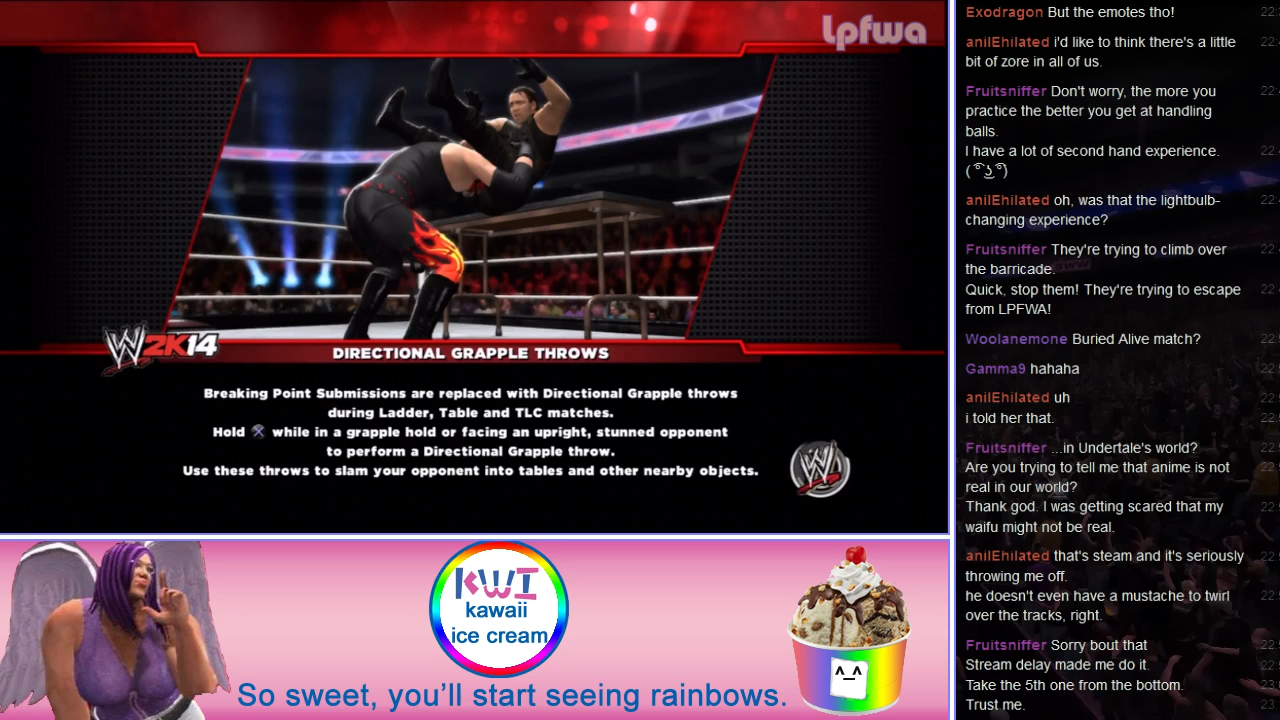 lpfwa
W2K14
DIRECTIONAL GRAPPLE THROWS
Breaking Point Submissions are replaced with Directional Grapple throws
during Ladder, Table and TLC matches.
Hold while in a grapple hold or facing an upright, stunned opponent
to perform a Directional Grapple throw.
Use these throws to slam your opponent into tables and other nearby objects.
KWI
kawaii
ice cream
So sweet, you'll start seeing rainbows.
^_^
Exodragon But the emotes tho!
anilEhilated i'd like to think there's a little
bit of zore in all of us.
Fruitsniffer Don't worry, the more you
practice the better you get at handling
balls.
I have a lot of second hand experience.
( ͡° ͜ʖ ͡°)
anilEhilated oh, was that the lightbulb-
changing experience?
Fruitsniffer They're trying to climb over
the barricade.
Quick, stop them! They're trying to escape
from LPFWA!
Woolanemone Buried Alive match?
Gamma9 hahaha
anilEhilated uh
i told her that.
Fruitsniffer ...in Undertale's world?
Are you trying to tell me that anime is not
real in our world?
Thank god. I was getting scared that my
waifu might not be real.
anilEhilated that's steam and it's seriously
throwing me off.
he doesn't even have a mustache to twirl
over the tracks, right.
Fruitsniffer Sorry bout that
Stream delay made me do it.
Take the 5th one from the bottom.
Trust me.